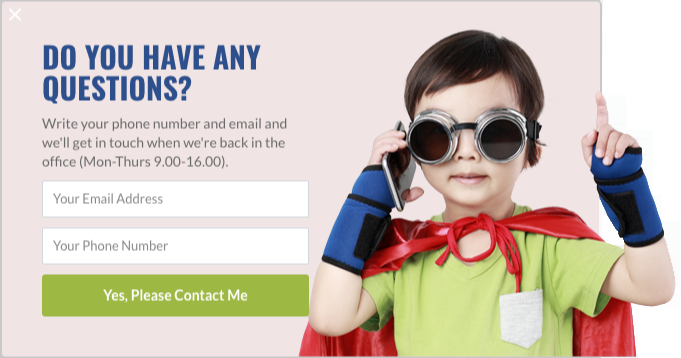 DO YOU HAVE ANY
QUESTIONS?
Write your phone number and email and
we'll get in touch when we're back in the
office (Mon-Thurs 9.00-16.00).
Your Email Address
Your Phone Number
Yes, Please Contact Me